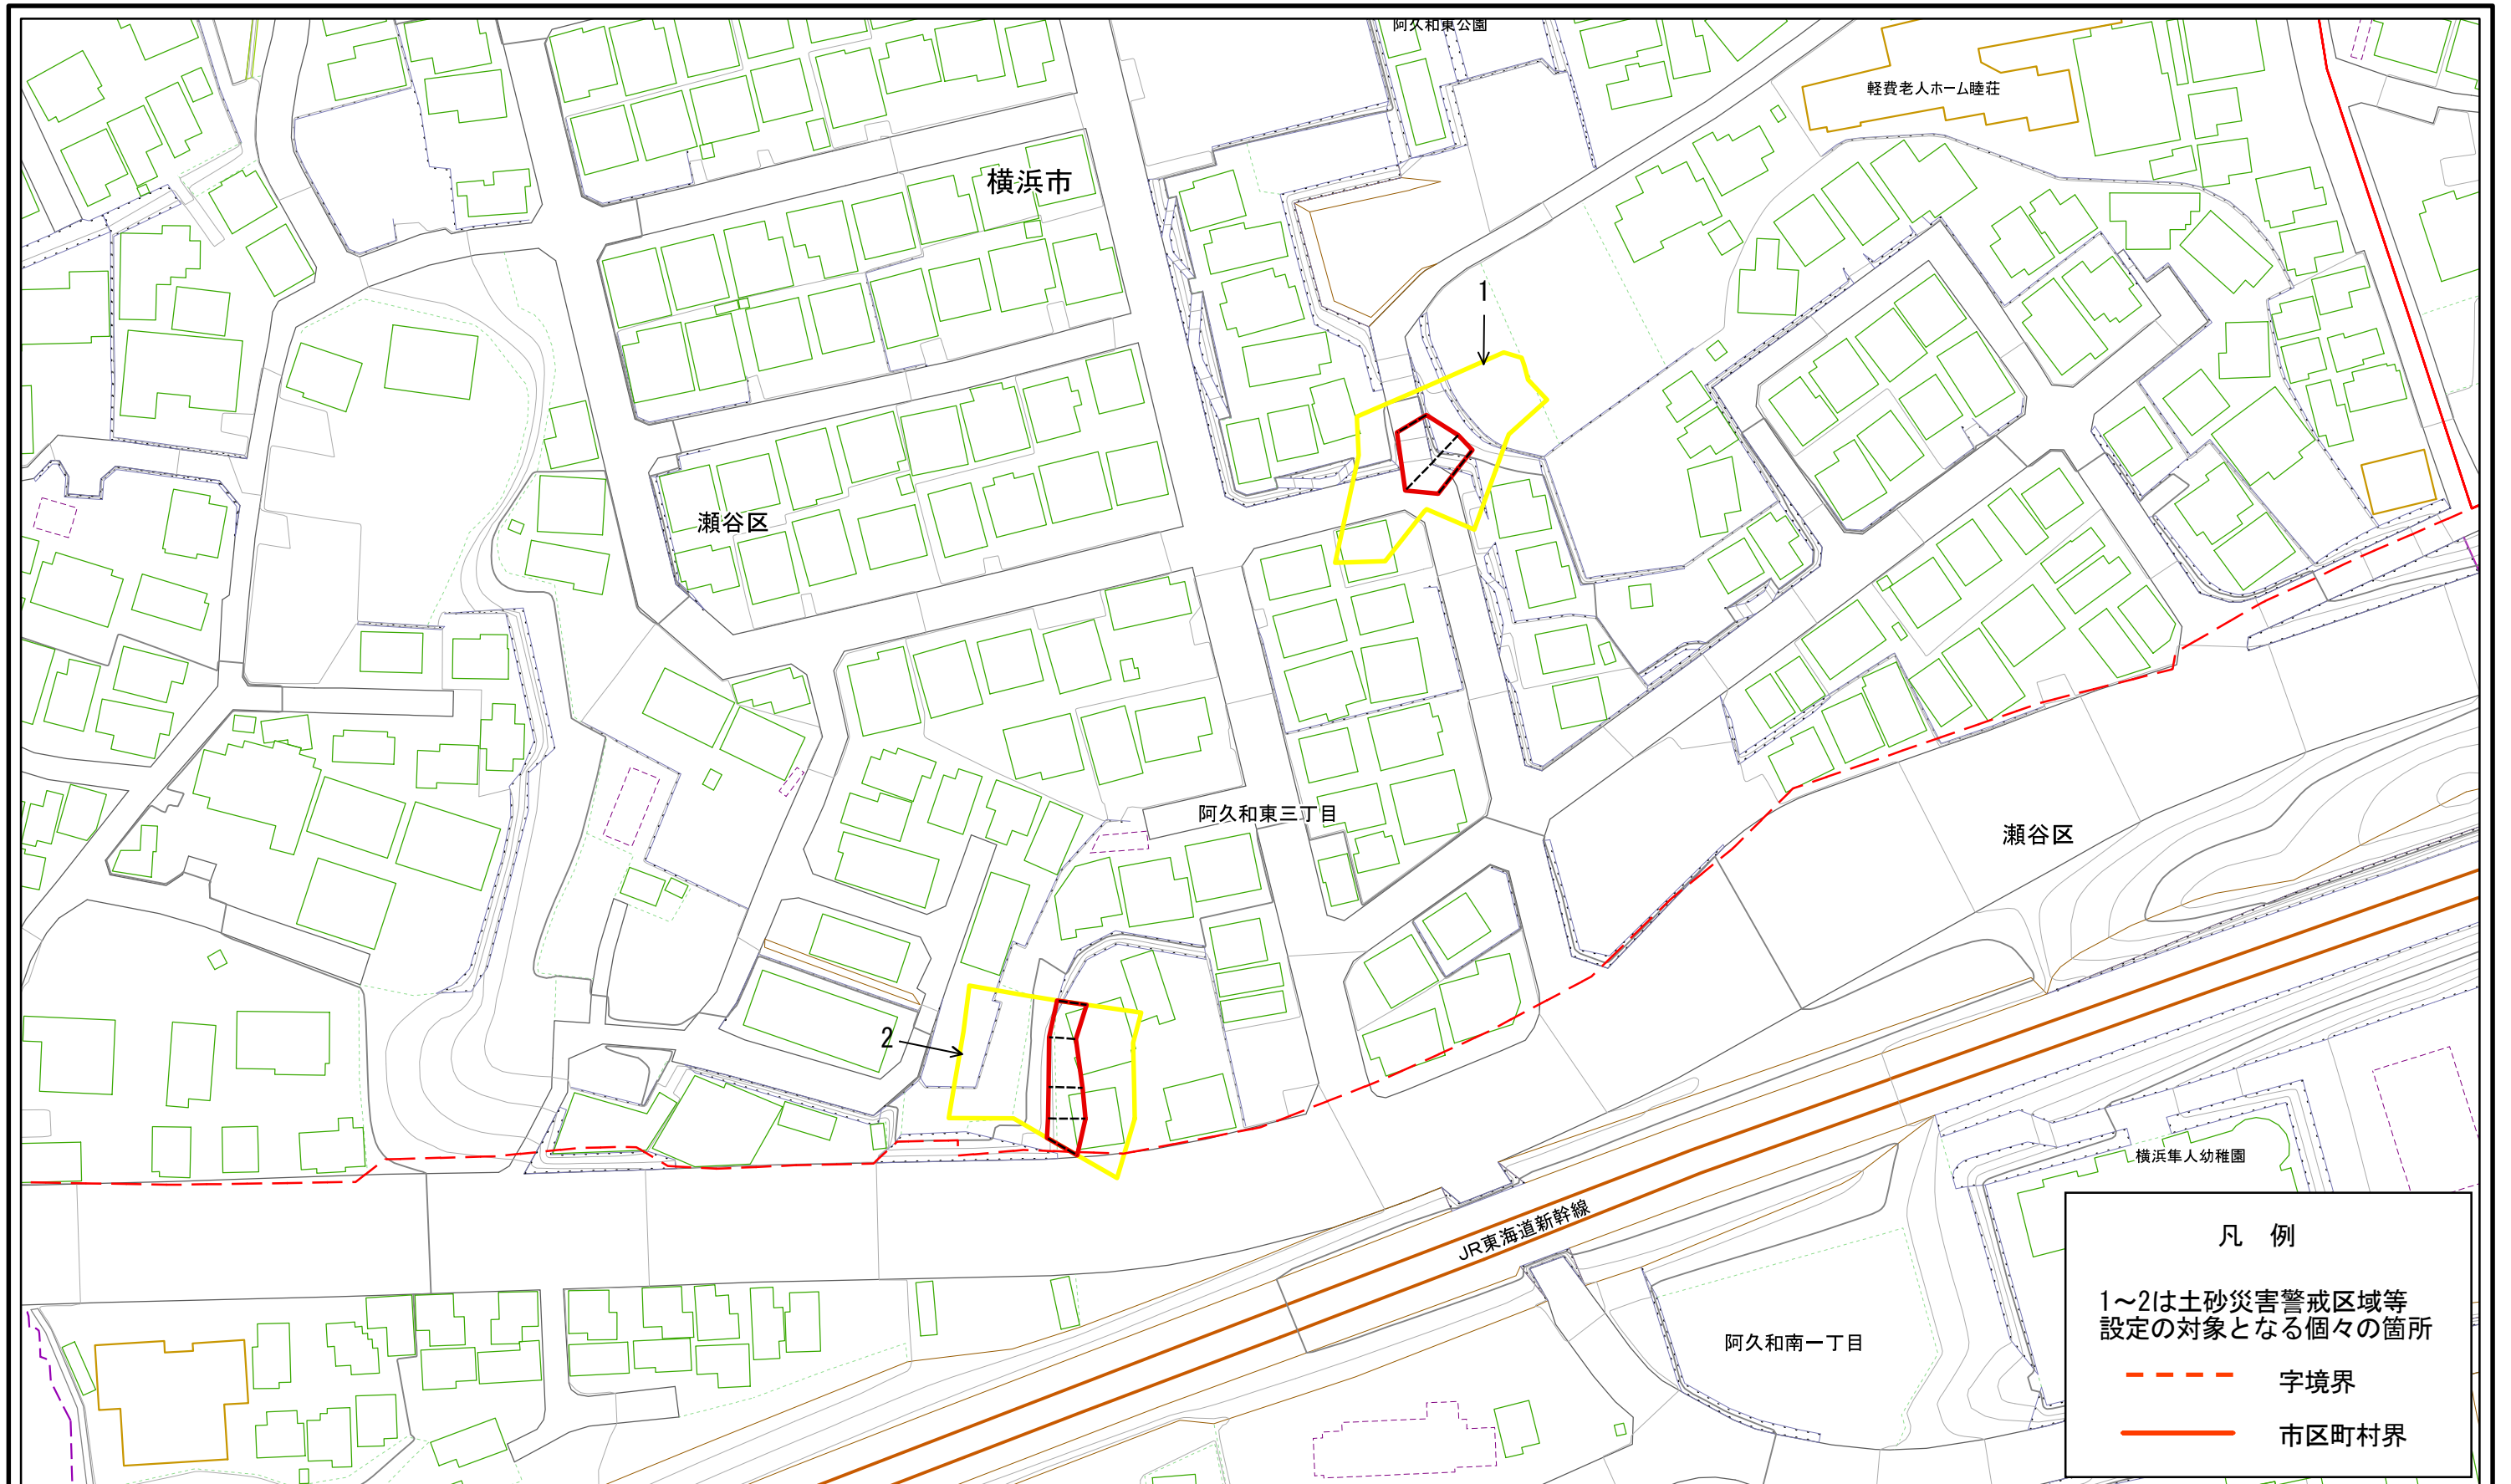 阿久和東公園
軽費老人ホーム睦荘
横浜市
1
瀬谷区
阿久和東三丁目
瀬谷区
2
横浜隼人幼稚園
JR東海道新幹線
阿久和南一丁目
凡 例
1～2は土砂災害警戒区域等
設定の対象となる個々の箇所
字境界
市区町村界